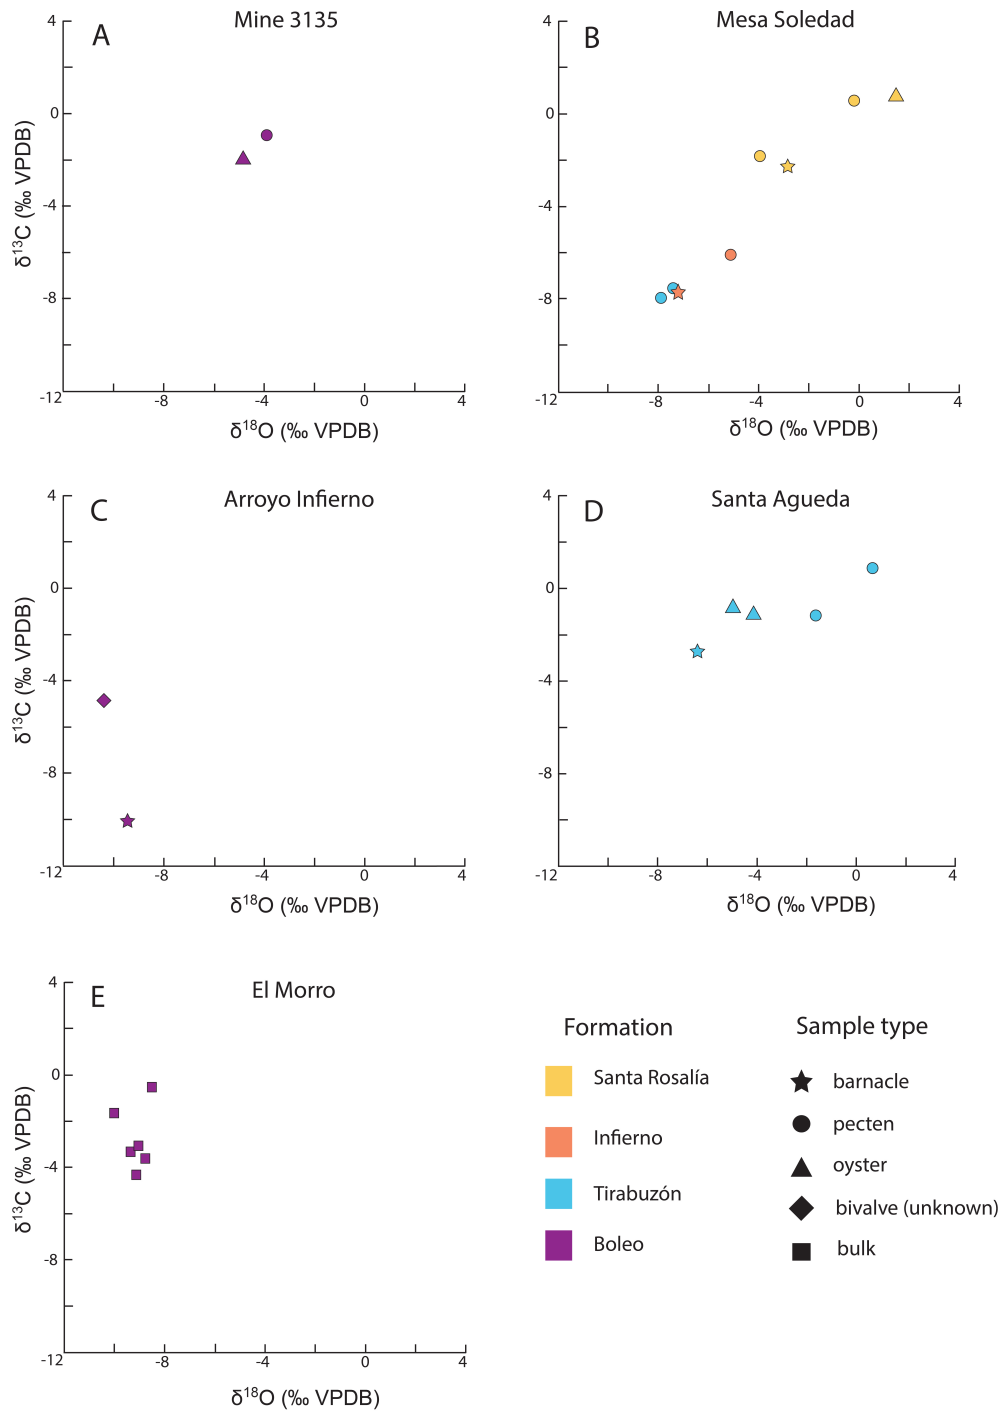 A
Mine 3135
4
0
-4
-8
-12
-8
-4
0
4
δ13C (‰ VPDB)
δ18O (‰ VPDB)
B
Mesa Soledad
4
0
-4
-8
-12
-8
-4
0
4
δ18O (‰ VPDB)
C
Arroyo Infierno
4
0
-4
-8
-12
-8
-4
0
4
δ13C (‰ VPDB)
δ18O (‰ VPDB)
D
Santa Agueda
4
0
-4
-8
-12
-8
-4
0
4
δ18O (‰ VPDB)
E
El Morro
4
0
-4
-8
-12
-8
-4
0
4
δ13C (‰ VPDB)
δ18O (‰ VPDB)
Formation
Santa Rosalía
Infierno
Tirabuzón
Boleo
Sample type
barnacle
pecten
oyster
bivalve (unknown)
bulk